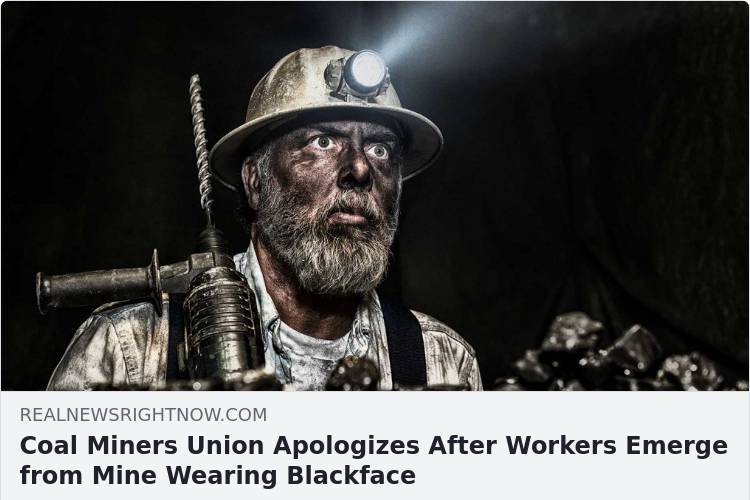 REALNEWSRIGHTNOW.COM
Coal Miners Union Apologizes After Workers Emerge
from Mine Wearing Blackface